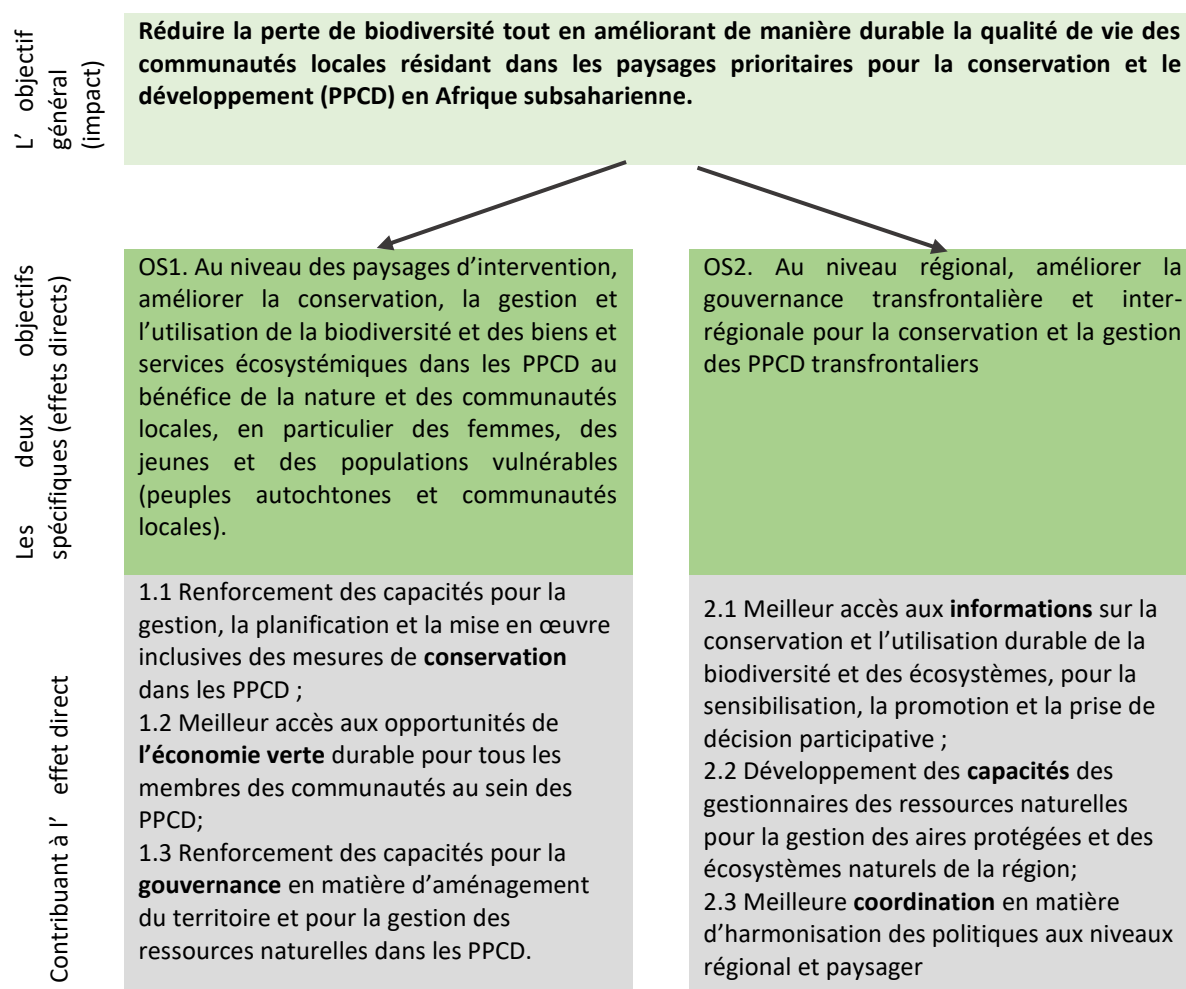 L’ objectif
général
(impact)
Réduire la perte de biodiversité tout en améliorant de manière durable la qualité de vie des
communautés locales résidant dans les paysages prioritaires pour la conservation et le
développement (PPCD) en Afrique subsaharienne.
Les deux objectifs
spécifiques (effets directs)
OS1. Au niveau des paysages d’intervention,
améliorer la conservation, la gestion et
l’utilisation de la biodiversité et des biens et
services écosystémiques dans les PPCD au
bénéfice de la nature et des communautés
locales, en particulier des femmes, des
jeunes et des populations vulnérables
(peuples autochtones et communautés
locales).
OS2. Au niveau régional, améliorer la
gouvernance transfrontalière et inter-
régionale pour la conservation et la gestion
des PPCD transfrontaliers
Contribuant à l’ effet direct
1.1 Renforcement des capacités pour la
gestion, la planification et la mise en œuvre
inclusives des mesures de conservation
dans les PPCD ;
1.2 Meilleur accès aux opportunités de
l’économie verte durable pour tous les
membres des communautés au sein des
PPCD;
1.3 Renforcement des capacités pour la
gouvernance en matière d’aménagement
du territoire et pour la gestion des
ressources naturelles dans les PPCD.
2.1 Meilleur accès aux informations sur la
conservation et l’utilisation durable de la
biodiversité et des écosystèmes, pour la
sensibilisation, la promotion et la prise de
décision participative ;
2.2 Développement des capacités des
gestionnaires des ressources naturelles
pour la gestion des aires protégées et des
écosystèmes naturels de la région;
2.3 Meilleure coordination en matière
d’harmonisation des politiques aux niveaux
régional et paysager